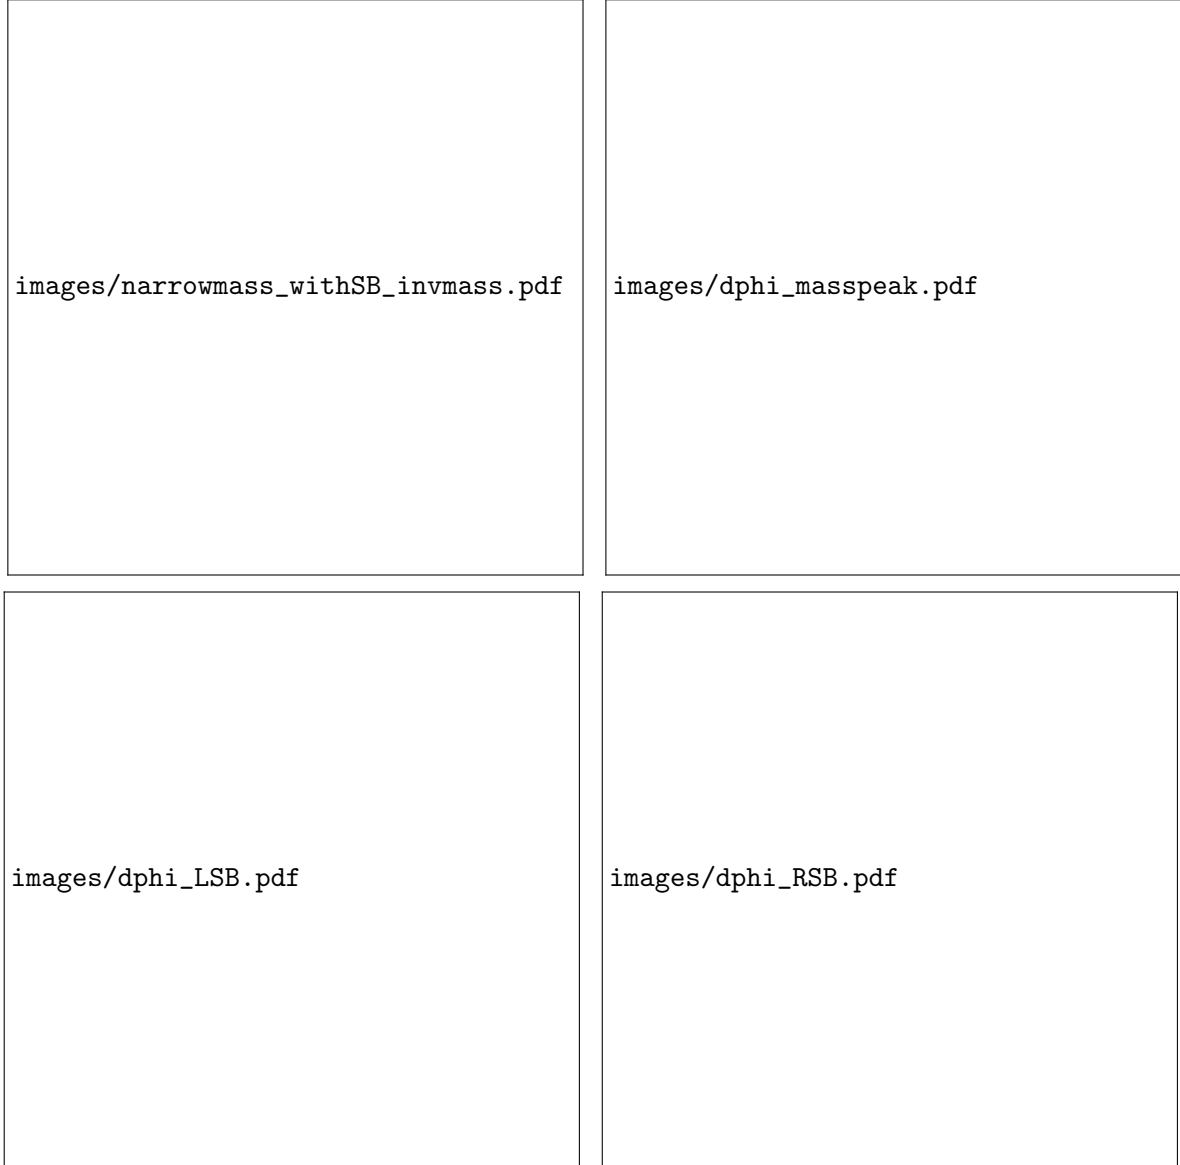 images/narrowmass_withSB_invmass.pdf
images/dphi_masspeak.pdf
images/dphi_LSB.pdf
images/dphi_RSB.pdf